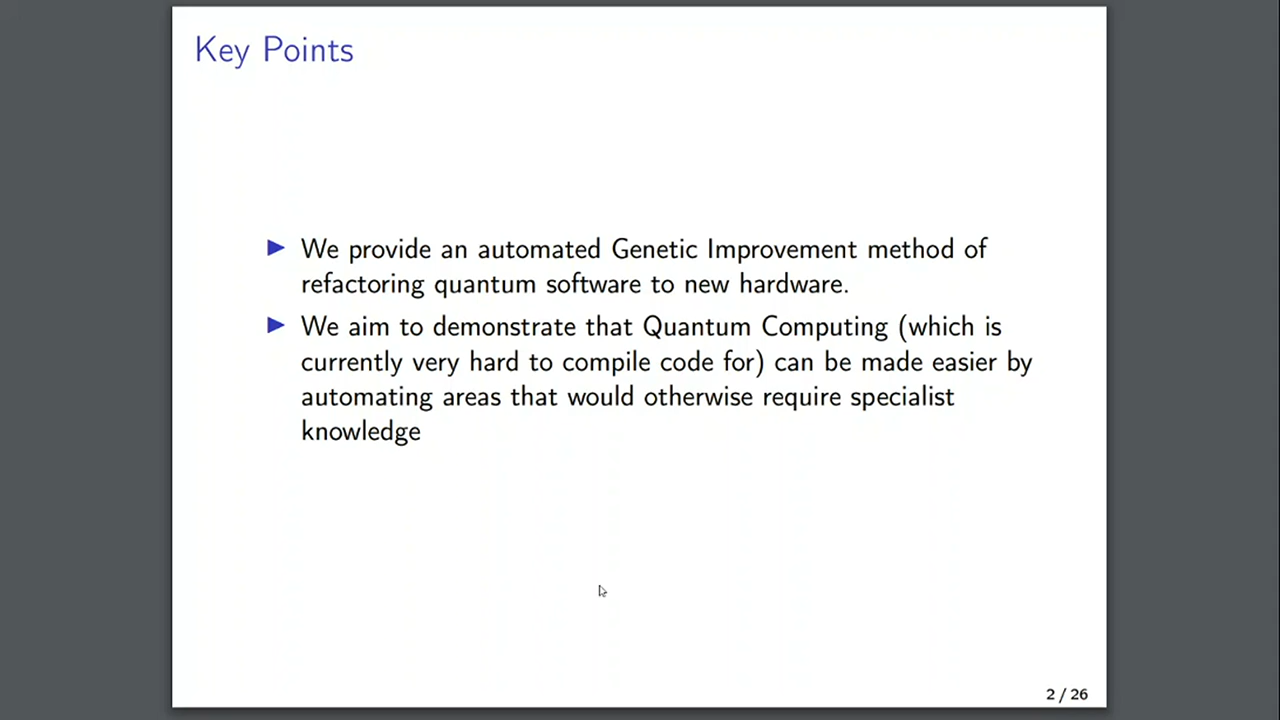 Key Points
We provide an automated Genetic Improvement method of
refactoring quantum software to new hardware.
We aim to demonstrate that Quantum Computing (which is
currently very hard to compile code for) can be made easier by
automating areas that would otherwise require specialist
knowledge
2 / 26